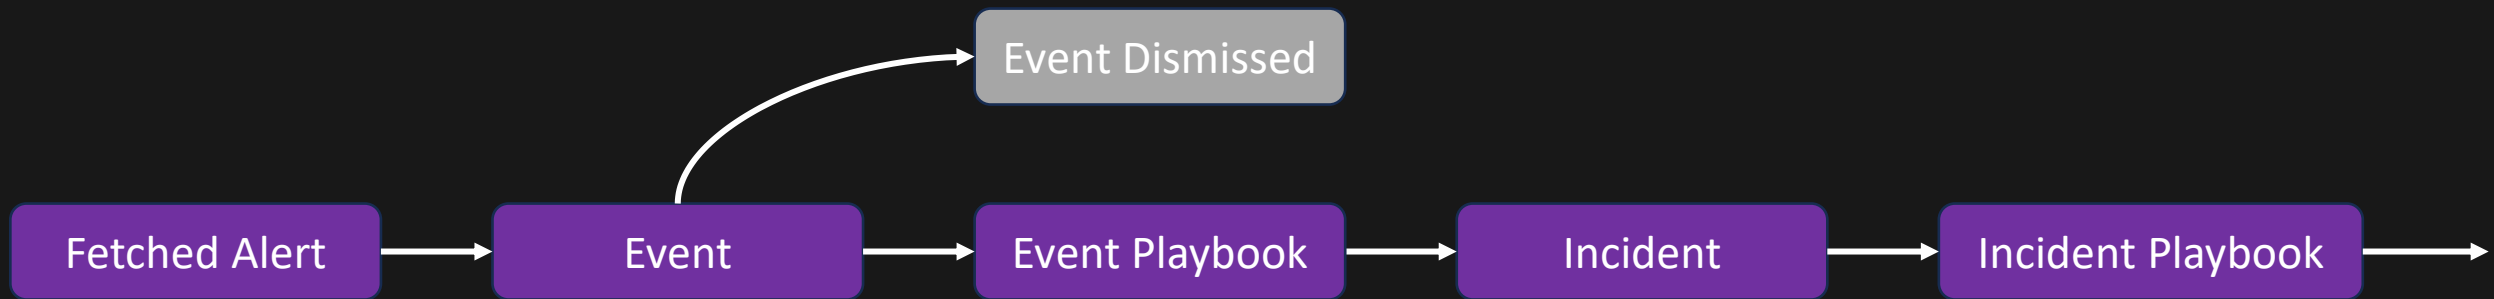 Event Dismissed
Fetched Alert
Event
Event Playbook
Incident
Incident Playbook